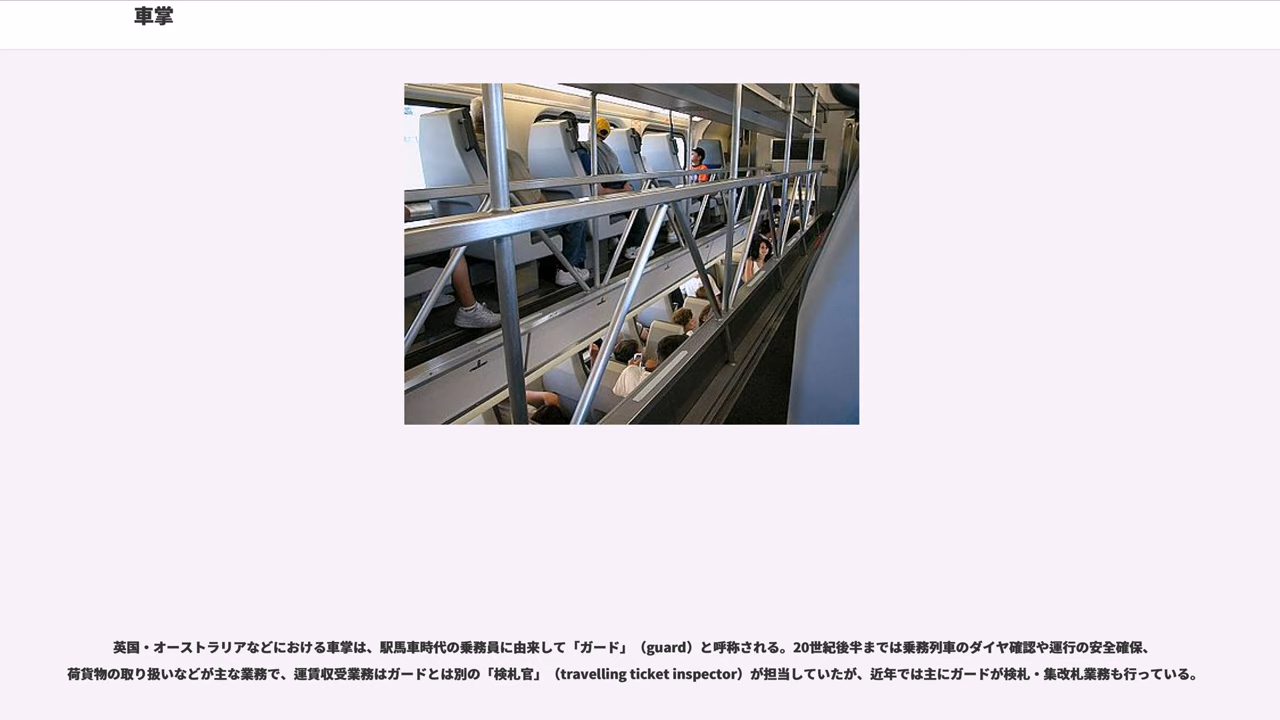 車掌
英国・オーストラリアなどにおける車掌は、駅馬車時代の乗務員に由来して「ガード」（guard）と呼称される。20世紀後半までは乗務列車のダイヤ確認や運行の安全確保、
荷貨物の取り扱いなどが主な業務で、運賃収受業務はガードとは別の「検札官」（travelling ticket inspector）が担当していたが、近年では主にガードが検札・集改札業務も行っている。